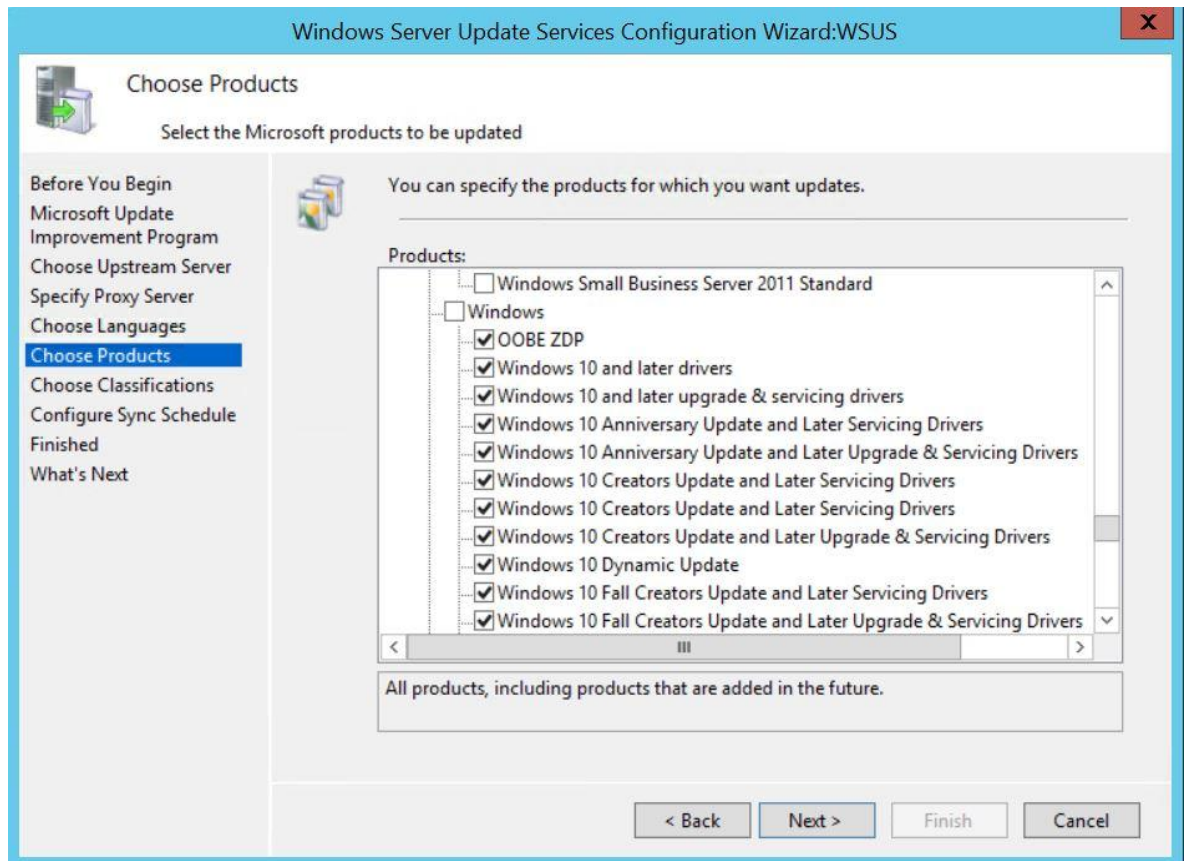 Windows Server Update Services Configuration Wizard:WSUS
X
Choose Products
Select the Microsoft products to be updated
Before You Begin
Microsoft Update
Improvement Program
Choose Upstream Server
Specify Proxy Server
Choose Languages
Choose Products
Choose Classifications
Configure Sync Schedule
Finished
What's Next
You can specify the products for which you want updates.
Products:
Windows Small Business Server 2011 Standard
Windows
OOBE ZDP
Windows 10 and later drivers
Windows 10 and later upgrade & servicing drivers
Windows 10 Anniversary Update and Later Servicing Drivers
Windows 10 Anniversary Update and Later Upgrade & Servicing Drivers
Windows 10 Creators Update and Later Servicing Drivers
Windows 10 Creators Update and Later Servicing Drivers
Windows 10 Creators Update and Later Upgrade & Servicing Drivers
Windows 10 Dynamic Update
Windows 10 Fall Creators Update and Later Servicing Drivers
Windows 10 Fall Creators Update and Later Upgrade & Servicing Drivers
All products, including products that are added in the future.
< Back
Next >
Finish
Cancel